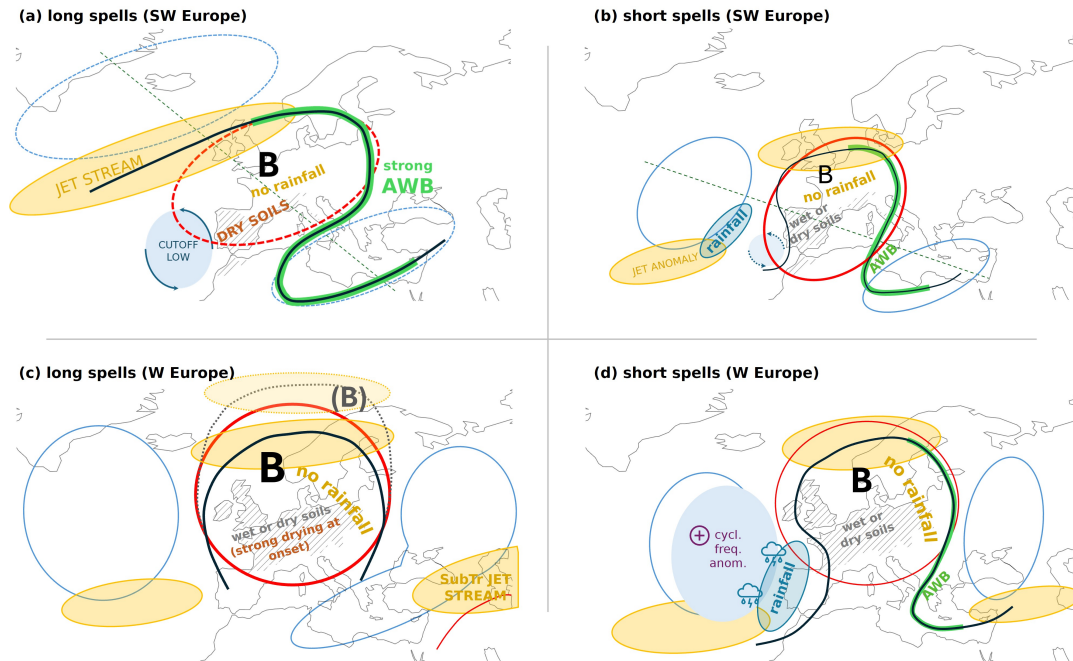 (a) long spells (SW Europe)
JET STREAM
B
no rainfall
DRY SOILS
strong
AWB
CUTOFF
LOW
(b) short spells (SW Europe)
B
no rainfall
wet or
dry soils
rainfall
JET ANOMALY
AWB
(c) long spells (W Europe)
(B)
B
no rainfall
wet or dry soils
(strong drying at
onset)
SubTr JET
STREAM
(d) short spells (W Europe)
B
no rainfall
wet or
dry soils
+ cycl.
freq.
anom.
rainfall
AWB